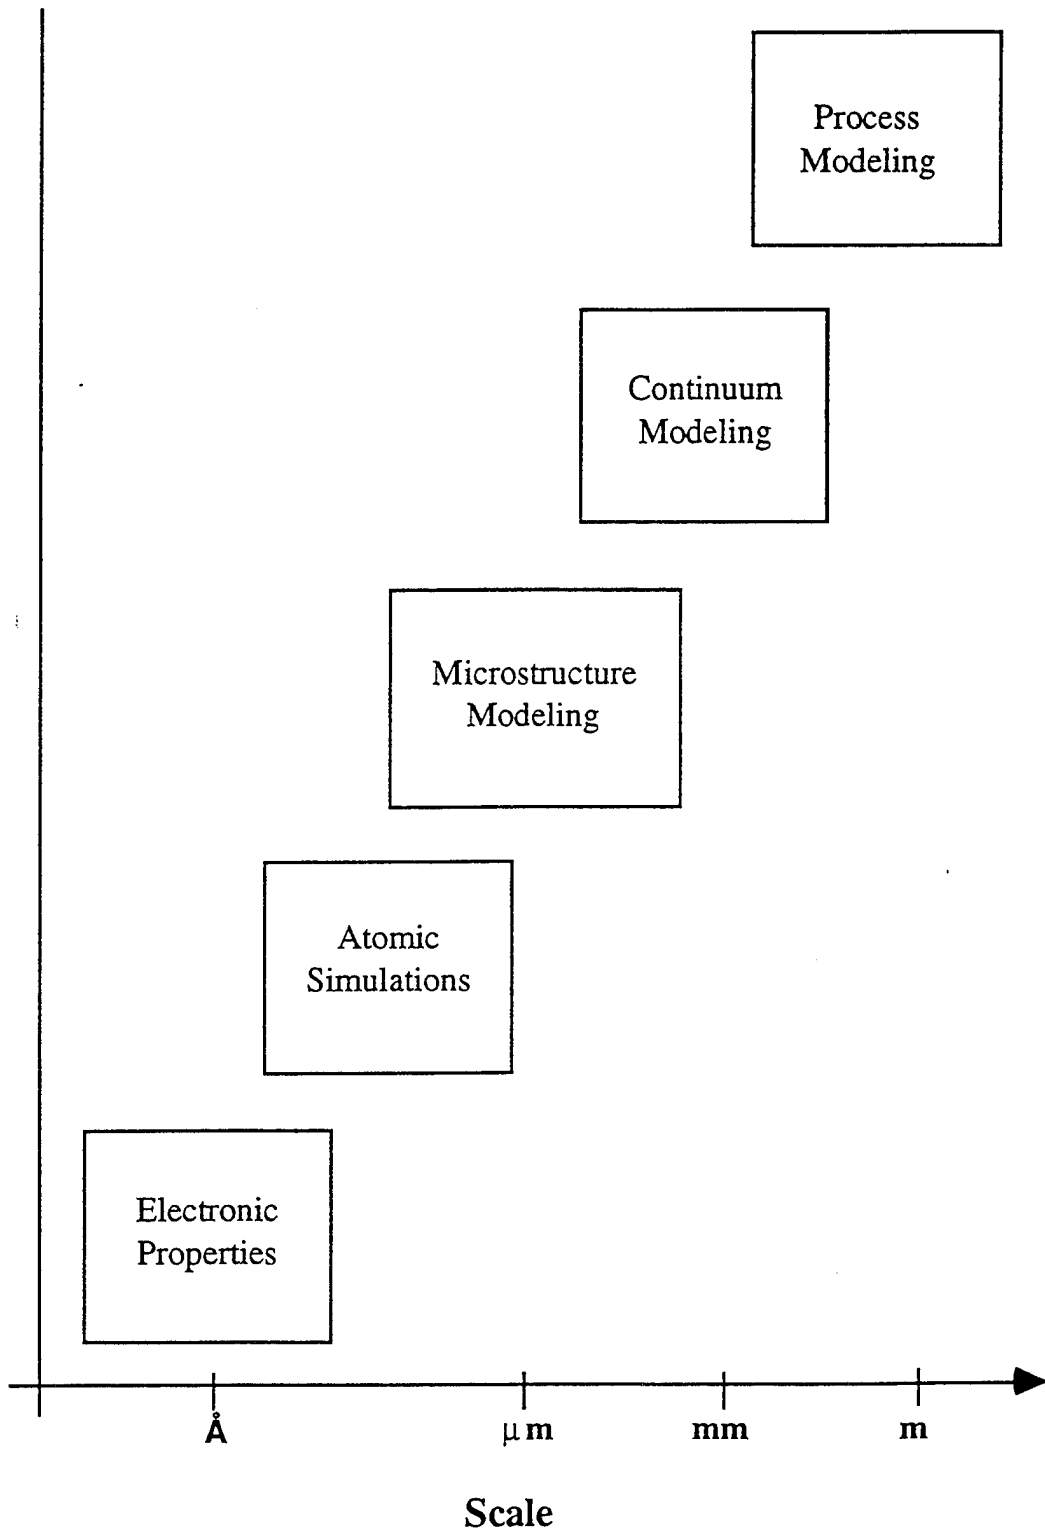 Process
Modeling
Continuum
Modeling
Microstructure
Modeling
Atomic
Simulations
Electronic
Properties
Å μm mm m
Scale